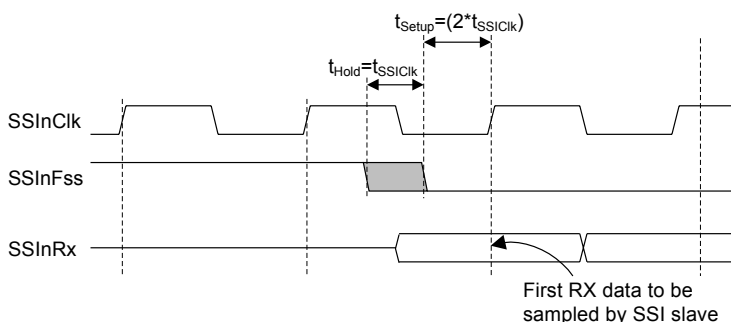 tSetup=(2*tSSIClk)
tHold=tSSIClk
SSInClk
SSInFss
SSInRx
First RX data to be
sampled by SSI slave